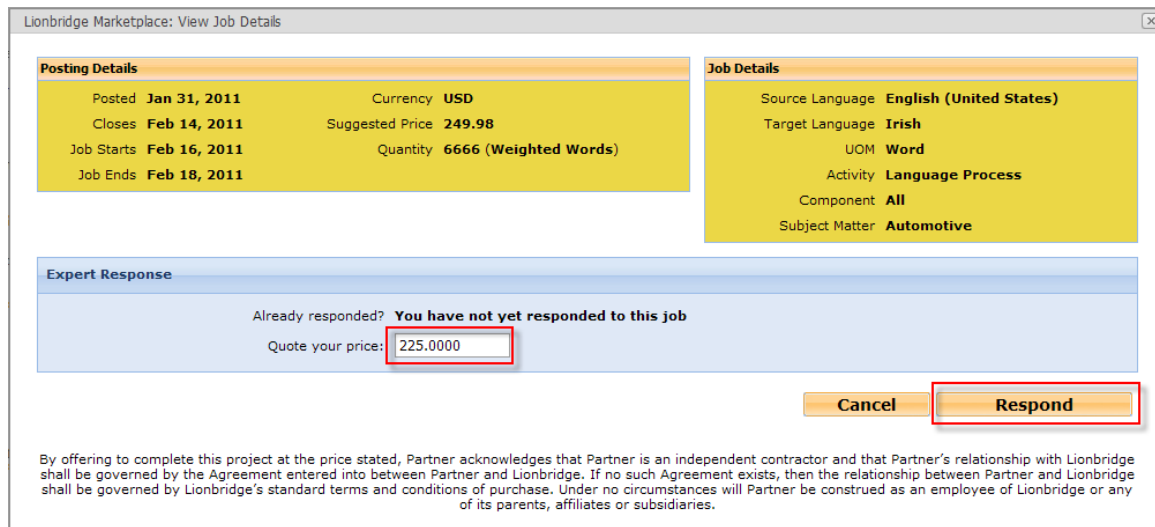 Lionbridge Marketplace: View Job Details
Posting Details
Posted Jan 31, 2011 Currency USD
Closes Feb 14, 2011 Suggested Price 249.98
Job Starts Feb 16, 2011 Quantity 6666 (Weighted Words)
Job Ends Feb 18, 2011
Job Details
Source Language English (United States)
Target Language Irish
UOM Word
Activity Language Process
Component All
Subject Matter Automotive
Expert Response
Already responded? You have not yet responded to this job
Quote your price: 225.0000
Cancel Respond
By offering to complete this project at the price stated, Partner acknowledges that Partner is an independent contractor and that Partner's relationship with Lionbridge
shall be governed by the Agreement entered into between Partner and Lionbridge. If no such Agreement exists, then the relationship between Partner and Lionbridge
shall be governed by Lionbridge's standard terms and conditions of purchase. Under no circumstances will Partner be construed as an employee of Lionbridge or any
of its parents, affiliates or subsidiaries.